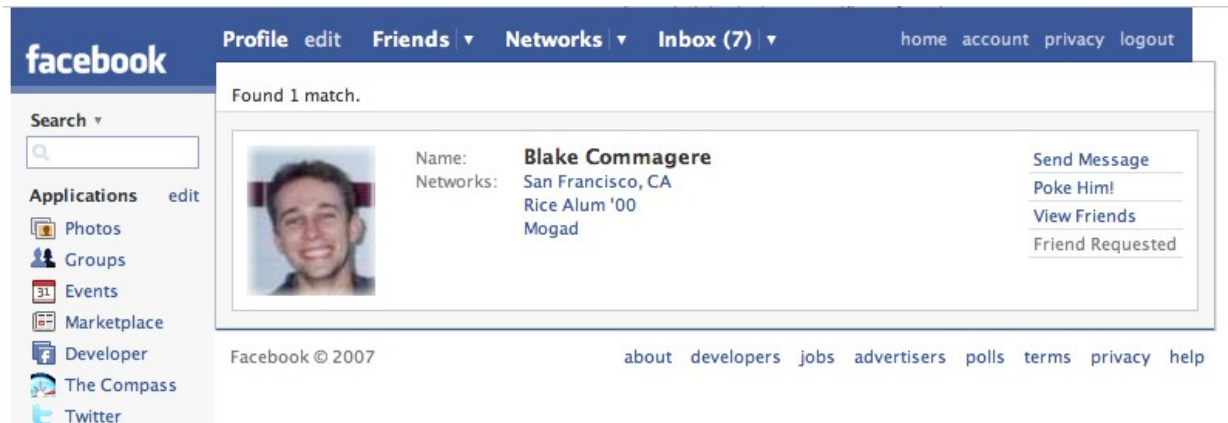 Profile edit Friends Networks Inbox (7) home account privacy logout
facebook
Found 1 match.
Search
Name: Blake Commagere
Networks: San Francisco, CA
Rice Alum '00
Mogad
Send Message
Poke Him!
View Friends
Friend Requested
Applications edit
Photos
Groups
31 Events
Marketplace
Developer
The Compass
Twitter
Facebook © 2007 about developers jobs advertisers polls terms privacy help